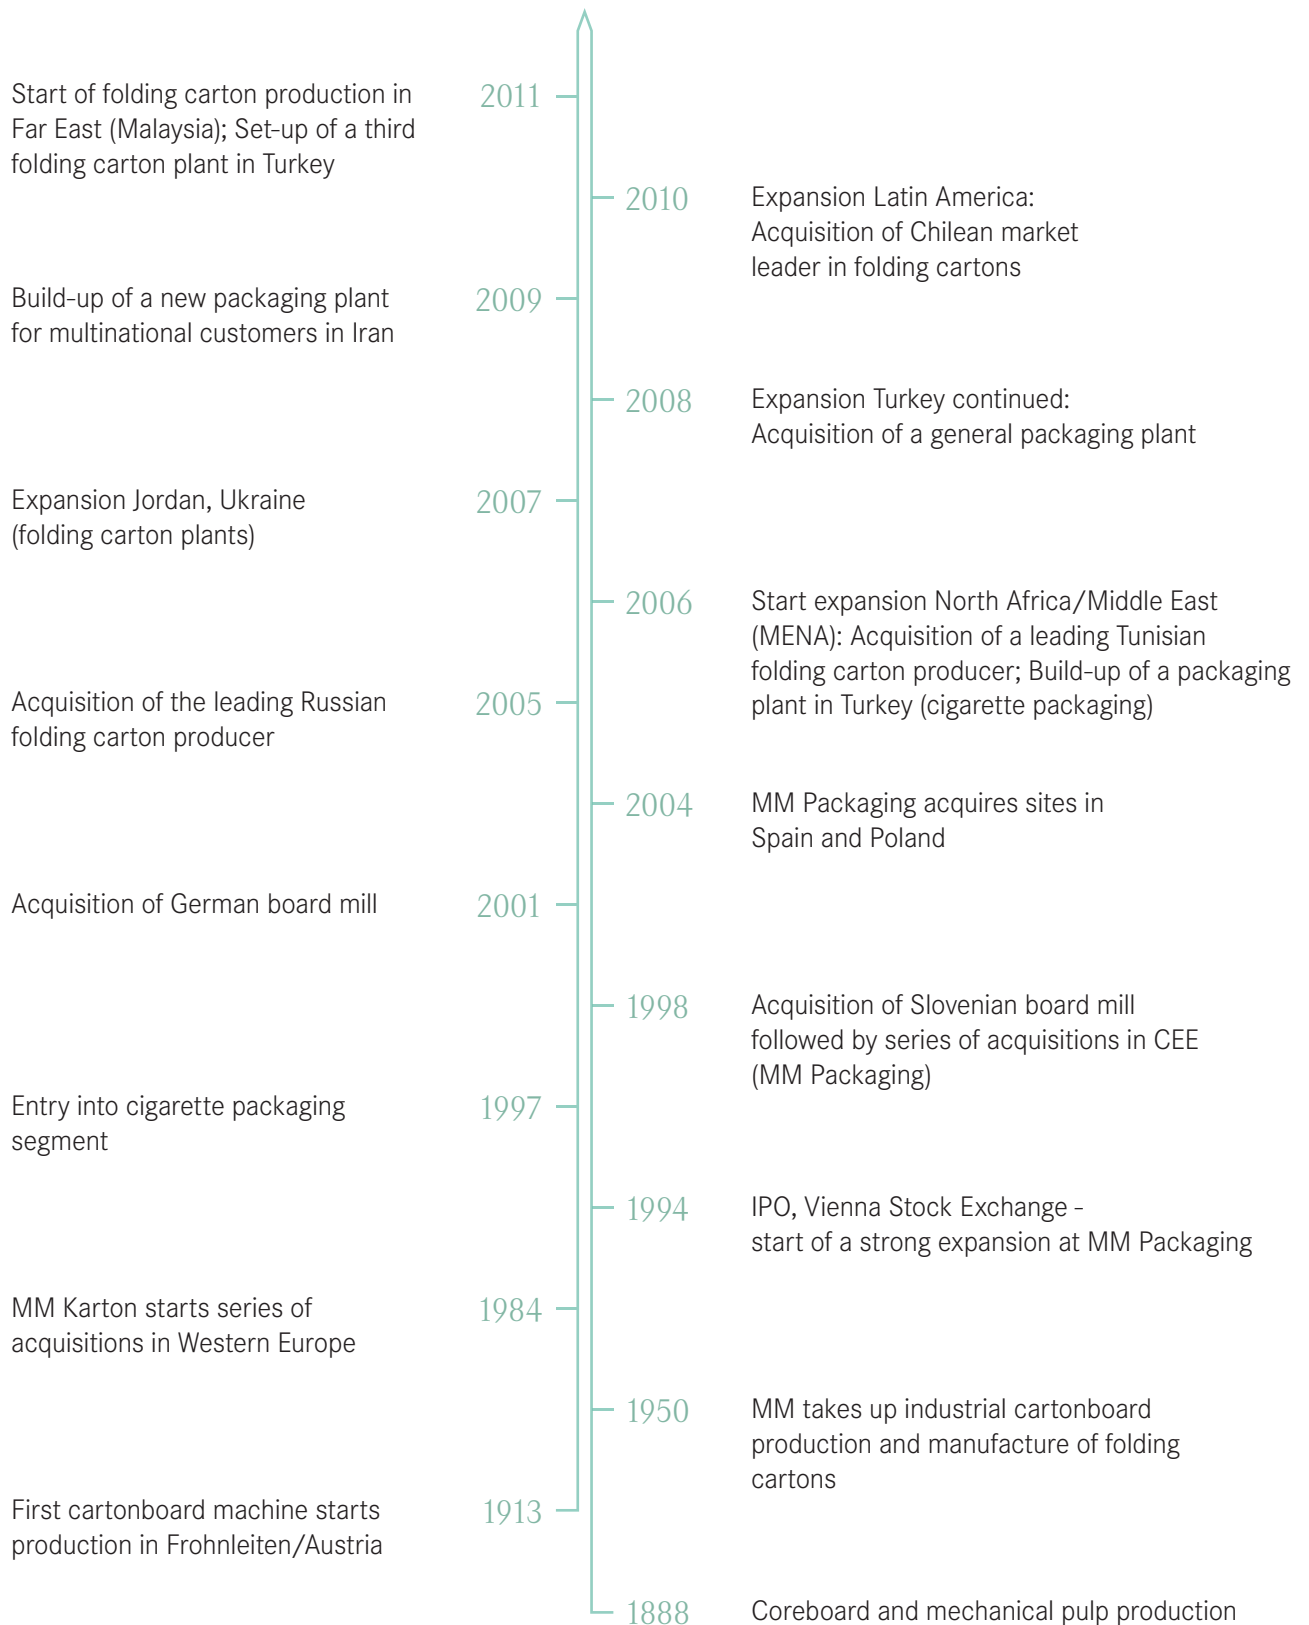 2011
Start of folding carton production in
Far East (Malaysia); Set-up of a third
folding carton plant in Turkey
2010
Expansion Latin America:
Acquisition of Chilean market
leader in folding cartons
2009
Build-up of a new packaging plant
for multinational customers in Iran
2008
Expansion Turkey continued:
Acquisition of a general packaging plant
2007
Expansion Jordan, Ukraine
(folding carton plants)
2006
Start expansion North Africa/Middle East
(MENA): Acquisition of a leading Tunisian
folding carton producer; Build-up of a packaging
plant in Turkey (cigarette packaging)
2005
Acquisition of the leading Russian
folding carton producer
2004
MM Packaging acquires sites in
Spain and Poland
2001
Acquisition of German board mill
1998
Acquisition of Slovenian board mill
followed by series of acquisitions in CEE
(MM Packaging)
1997
Entry into cigarette packaging
segment
1994
IPO, Vienna Stock Exchange -
start of a strong expansion at MM Packaging
1984
MM Karton starts series of
acquisitions in Western Europe
1950
MM takes up industrial cartonboard
production and manufacture of folding
cartons
1913
First cartonboard machine starts
production in Frohnleiten/Austria
1888
Coreboard and mechanical pulp production